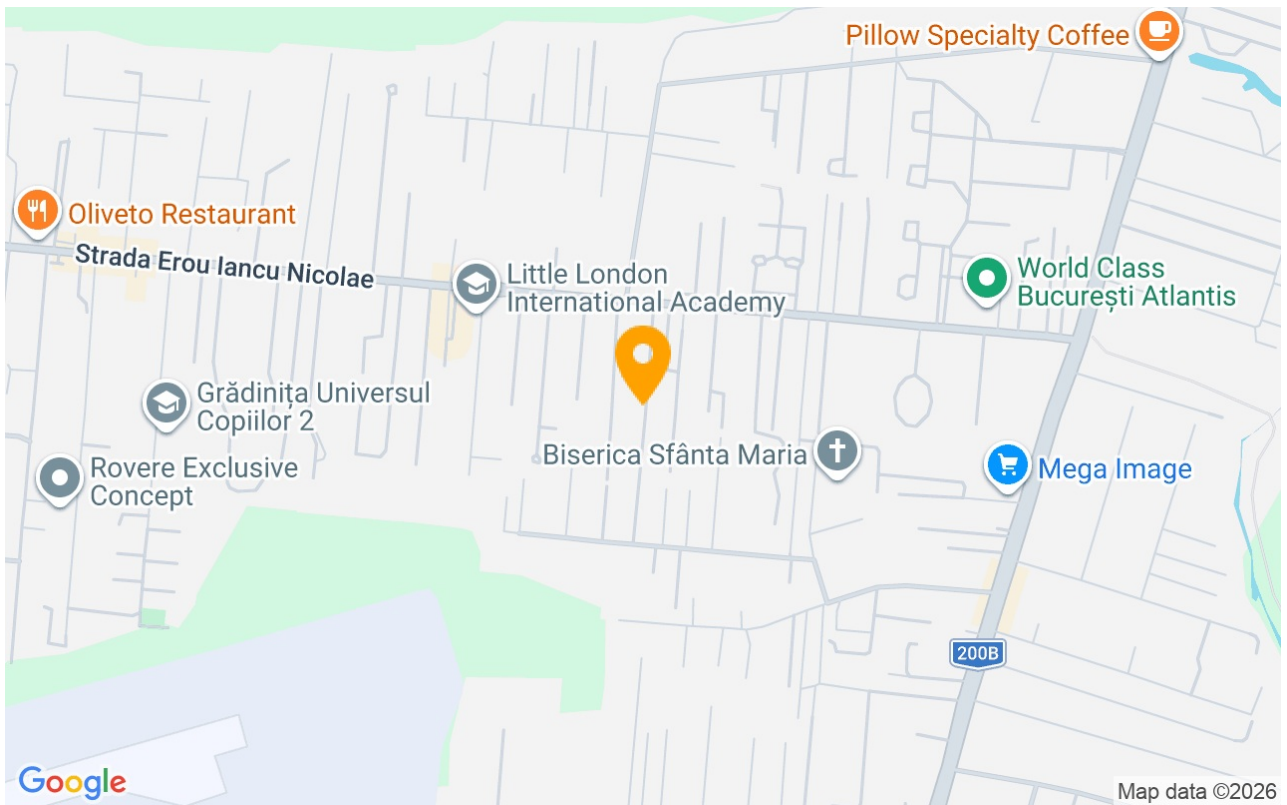 Pillow Specialty Coffee
Oliveto Restaurant
Strada Erou Iancu Nicolae
Little London
International Academy
World Class
București Atlantis
Grădinița Universul
Copiilor 2
Biserica Sfânta Maria
Rovere Exclusive
Concept
Mega Image
200B
Google
Map data ©2026